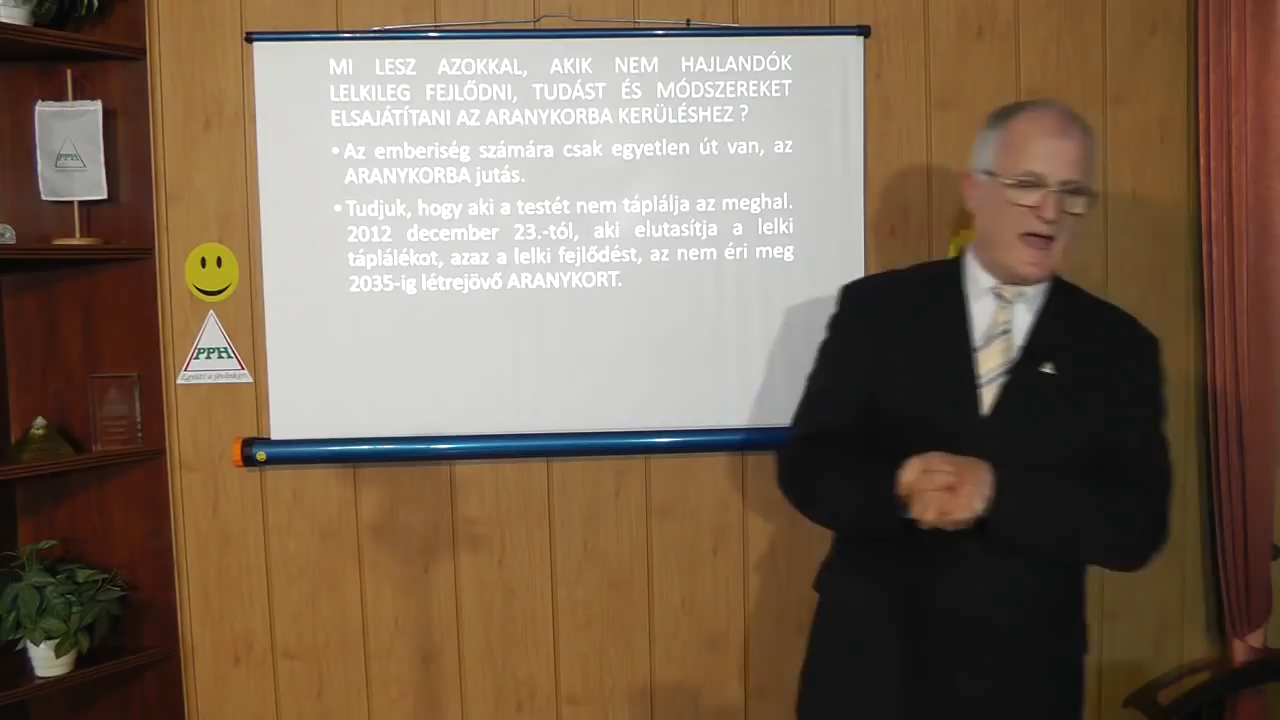 MI LESZ AZOKKAL, AKIK NEM HAJLANDÓK
LELKILEG FEJLŐDNI, TUDÁST ÉS MÓDSZEREKET
ELSAJÁTÍTANI AZ ARANYKORBA KERÜLÉSHEZ ?
• Az emberiség számára csak egyetlen út van, az
ARANYKORBA jutás.
• Tudjuk, hogy aki a testét nem táplálja az meghal.
2012 december 23.-tól, aki elutasítja a lelki
táplálékot, azaz a lelki fejlődést, az nem éri meg
2035-ig létrejövő ARANYKORT.
PPH
PPH
Együtt a jövőnkért